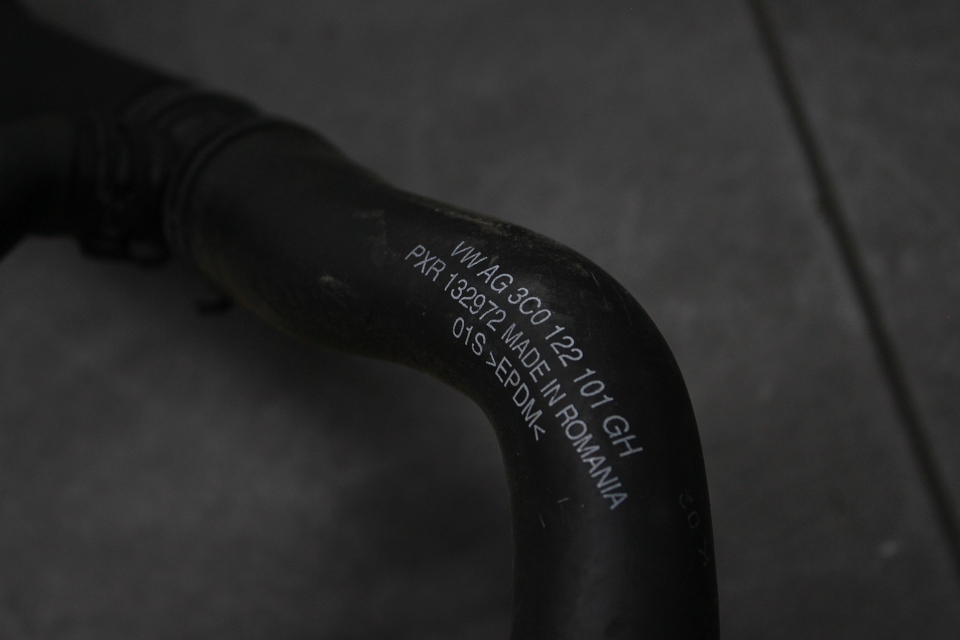 VW AG 3C0 122 101 GH
PXR 132972 MADE IN ROMANIA
01S >EPDM<